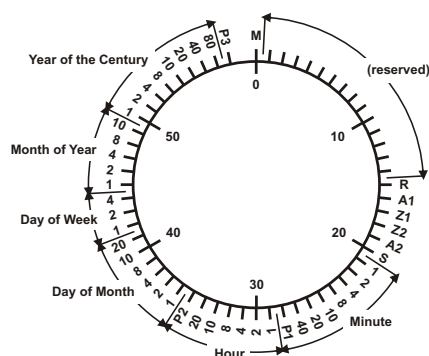 M
0
(reserved)
10
R
A1
Z1
Z2
A2
S
20
1
2
4
8
10
20
40
P1
Minute
30
1
2
4
8
10
20
P2
Hour
1
2
4
8
10
20
Day of Month
40
1
2
4
Day of Week
1
2
4
8
10
Month of Year
50
1
2
4
8
10
20
40
80
P3
Year of the Century